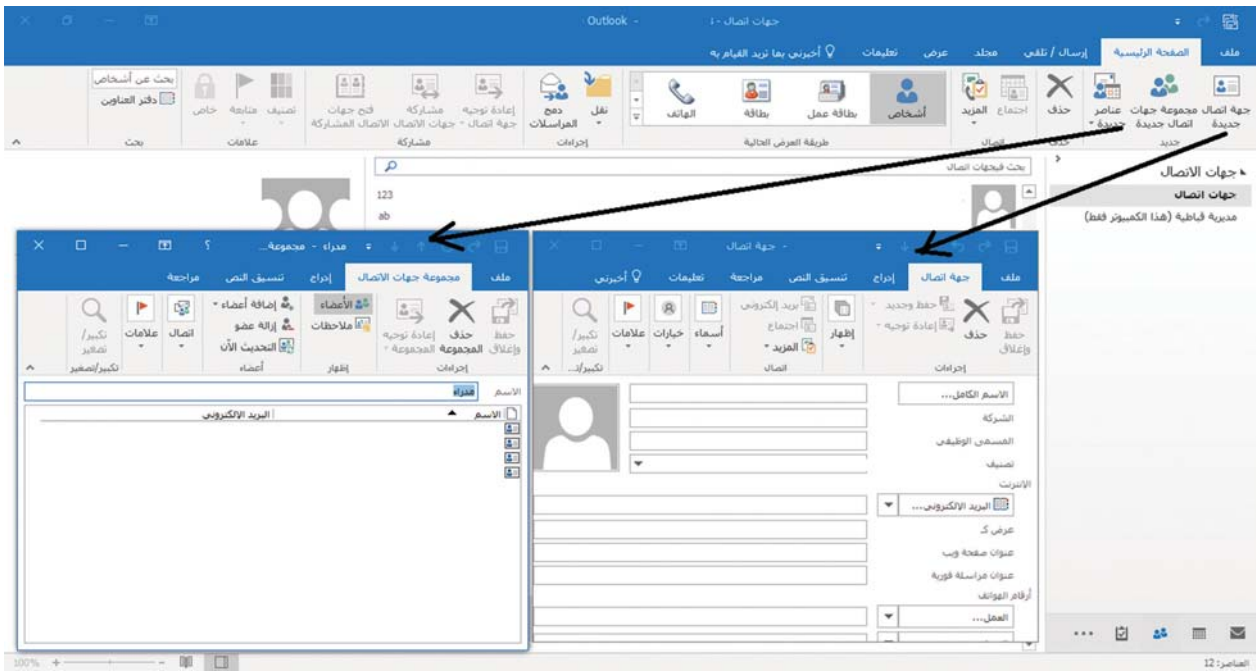 جهات اتصال - ا - Outlook
ملف الصفحة الرئيسية إرسال / تلقي مجلد عرض تعليمات أخبرني بما تريد القيام به
جهة اتصال جديدة
مجموعة جهات اتصال جديدة
عناصر جديدة
حذف
اجتماع
المزيد
أشخاص
بطاقة عمل
بطاقة
الهاتف
نقل
دمج المراسلات
إعادة توجيه جهة اتصال
مشاركة جهات الاتصال
فتح جهات الاتصال المشاركة
تصنيف
متابعة
خاص
بحث عن أشخاص
دفتر العناوين
جديد حذف اتصال طريقة العرض الحالية إجراءات مشاركة علامات بحث
جهات الاتصال
جهات اتصال
مديرية قباطية (هذا الكمبيوتر فقط)
بحث فيجهات اتصال
123
ab
- جهة اتصال
ملف جهة اتصال إدراج تنسيق النص مراجعة تعليمات أخبرني
حفظ وإغلاق
حذف
حفظ وجديد
إعادة توجيه
إظهار
بريد إلكتروني
اجتماع
المزيد
أسماء
خيارات
علامات
تكبير/تصغير
إجراءات اتصال تكبير/ت...
الاسم الكامل...
الشركة
المسمى الوظيفي
تصنيف
الإنترنت
البريد الإلكتروني...
عرض كـ
عنوان صفحة ويب
عنوان مراسلة فورية
أرقام الهواتف
العمل...
مدراء - مجموعة...
ملف مجموعة جهات الاتصال إدراج تنسيق النص مراجعة
حفظ وإغلاق
حذف المجموعة
إعادة توجيه المجموعة
الأعضاء
ملاحظات
إضافة أعضاء
إزالة عضو
التحديث الآن
اتصال
علامات
تكبير/تصغير
إجراءات إظهار أعضاء تكبير/تصغير
الاسم مدراء
الاسم البريد الإلكتروني
العناصر: 12
100%